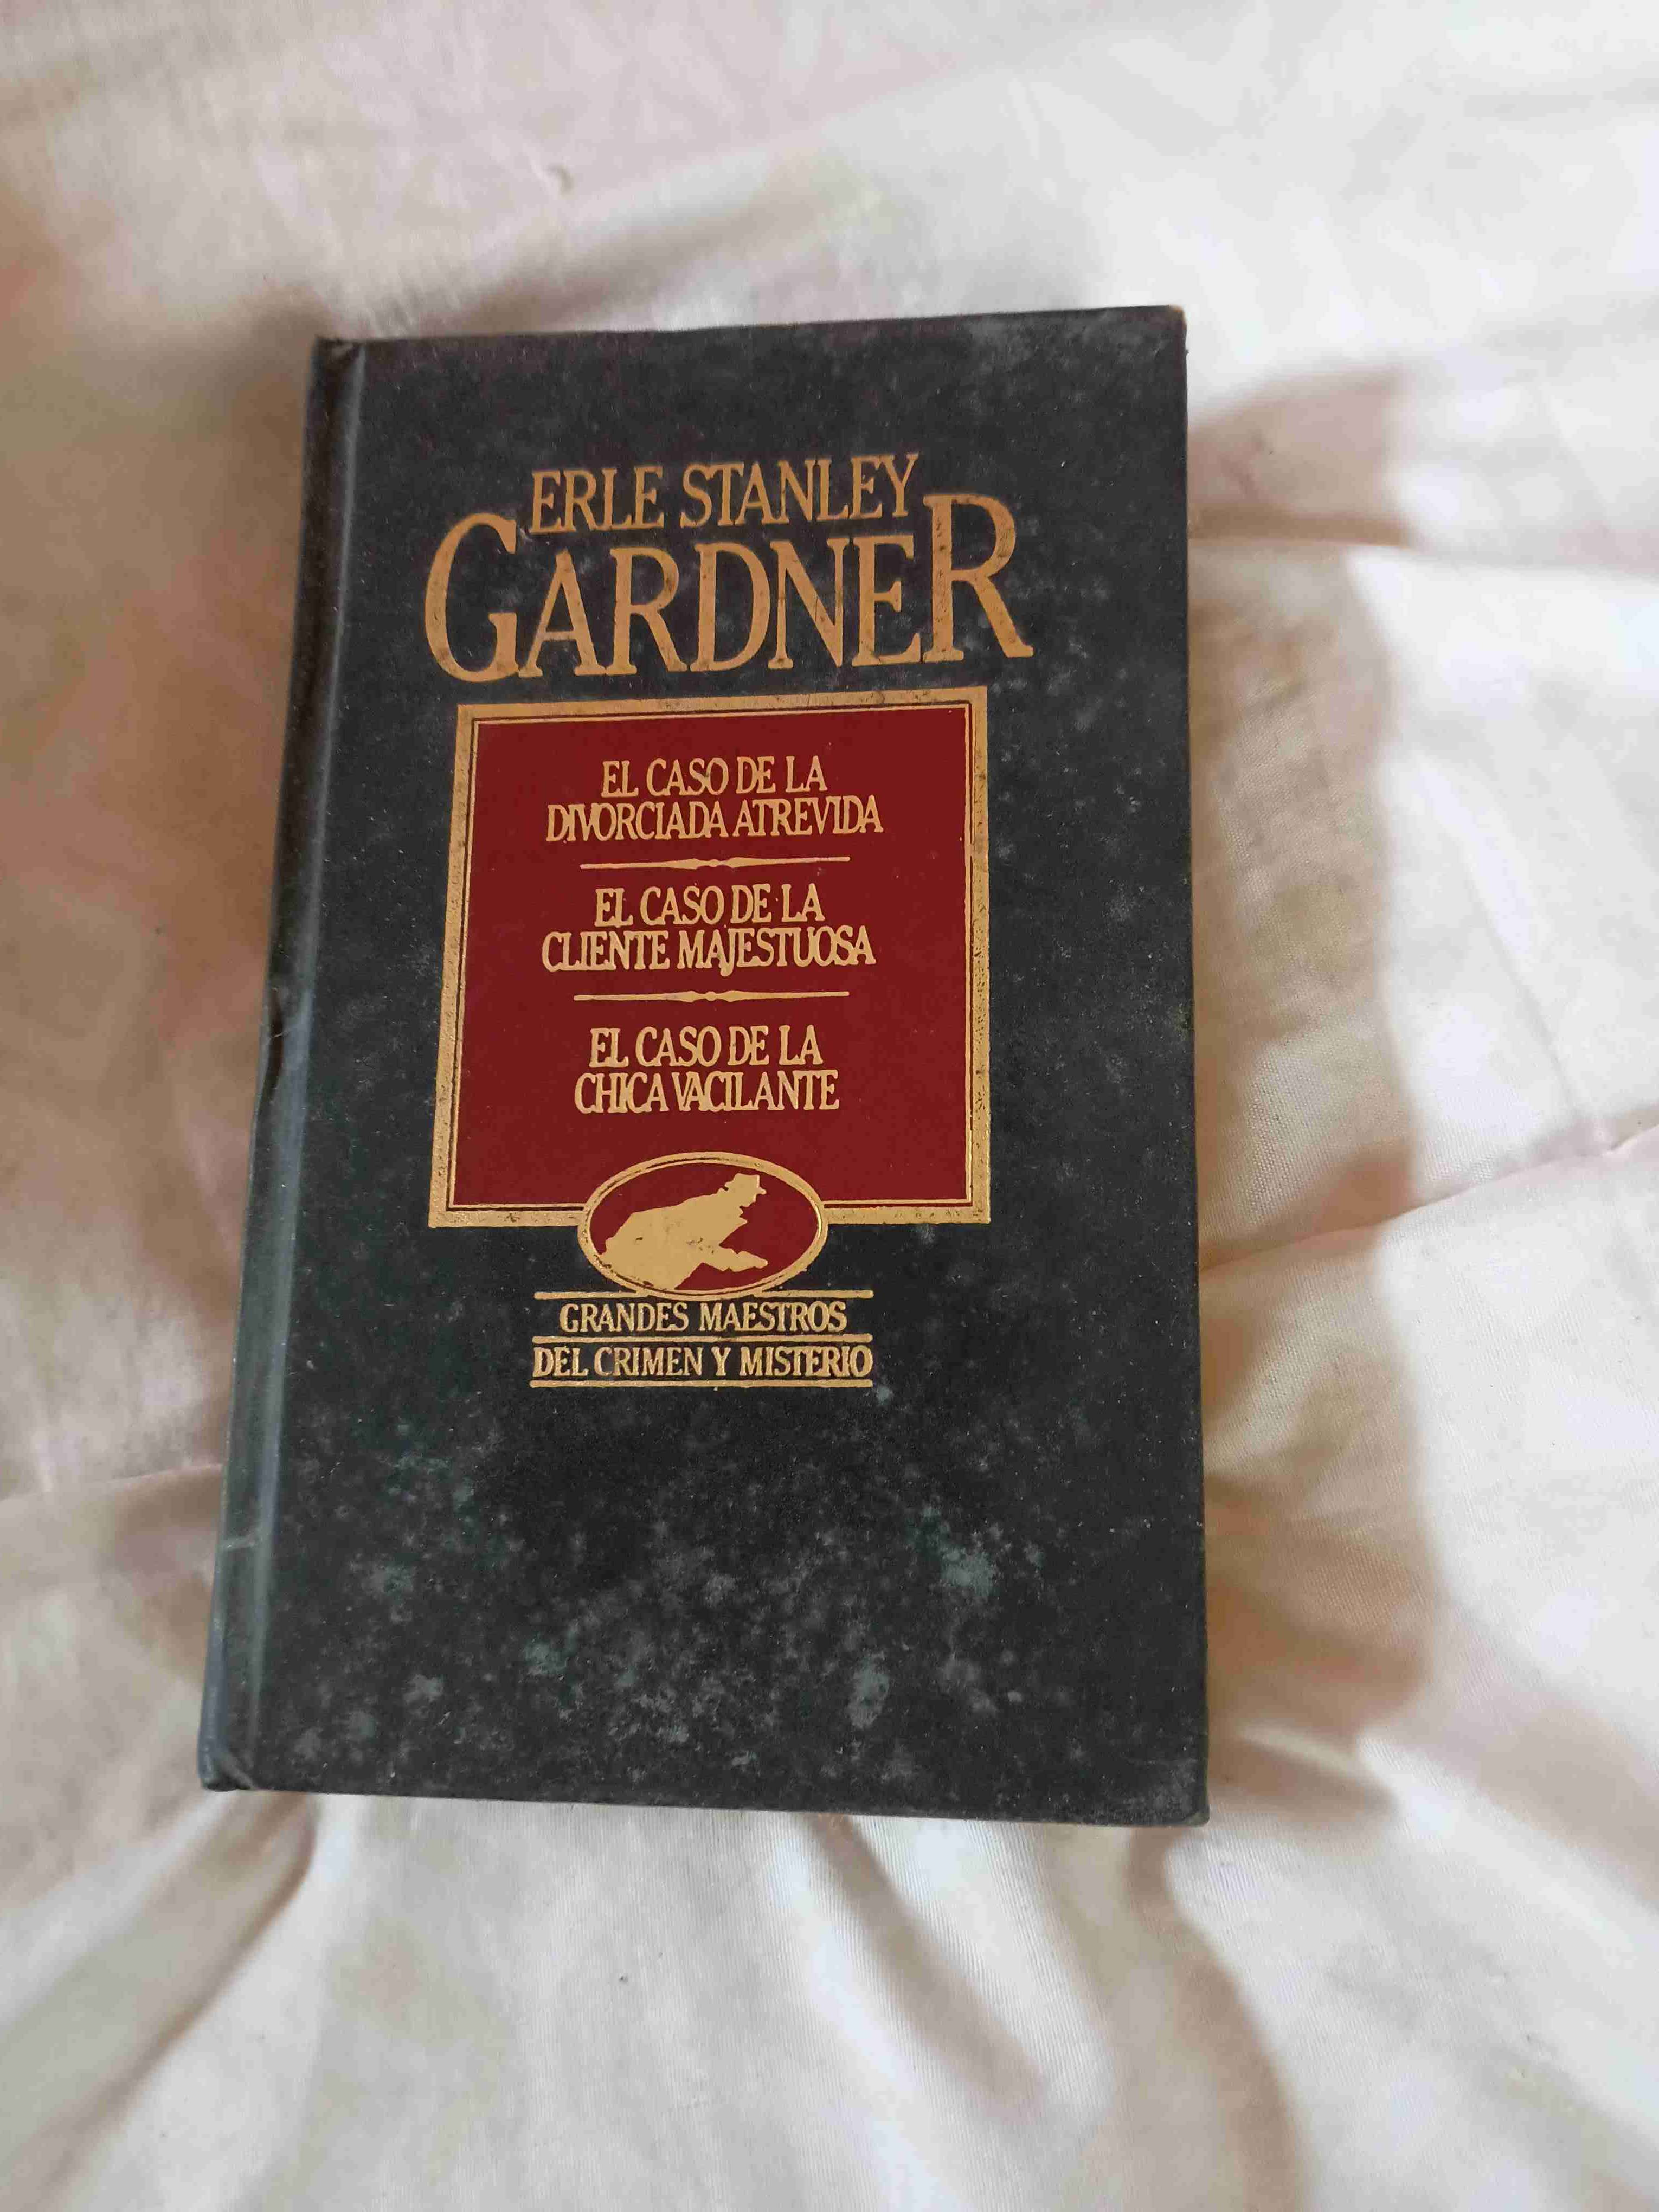 ERLE STANLEY
GARDNER
EL CASO DE LA
DIVORCIADA ATREVIDA
EL CASO DE LA
CLIENTE MAJESTUOSA
EL CASO DE LA
CHICA VACILANTE
GRANDES MAESTROS
DEL CRIMEN Y MISTERIO